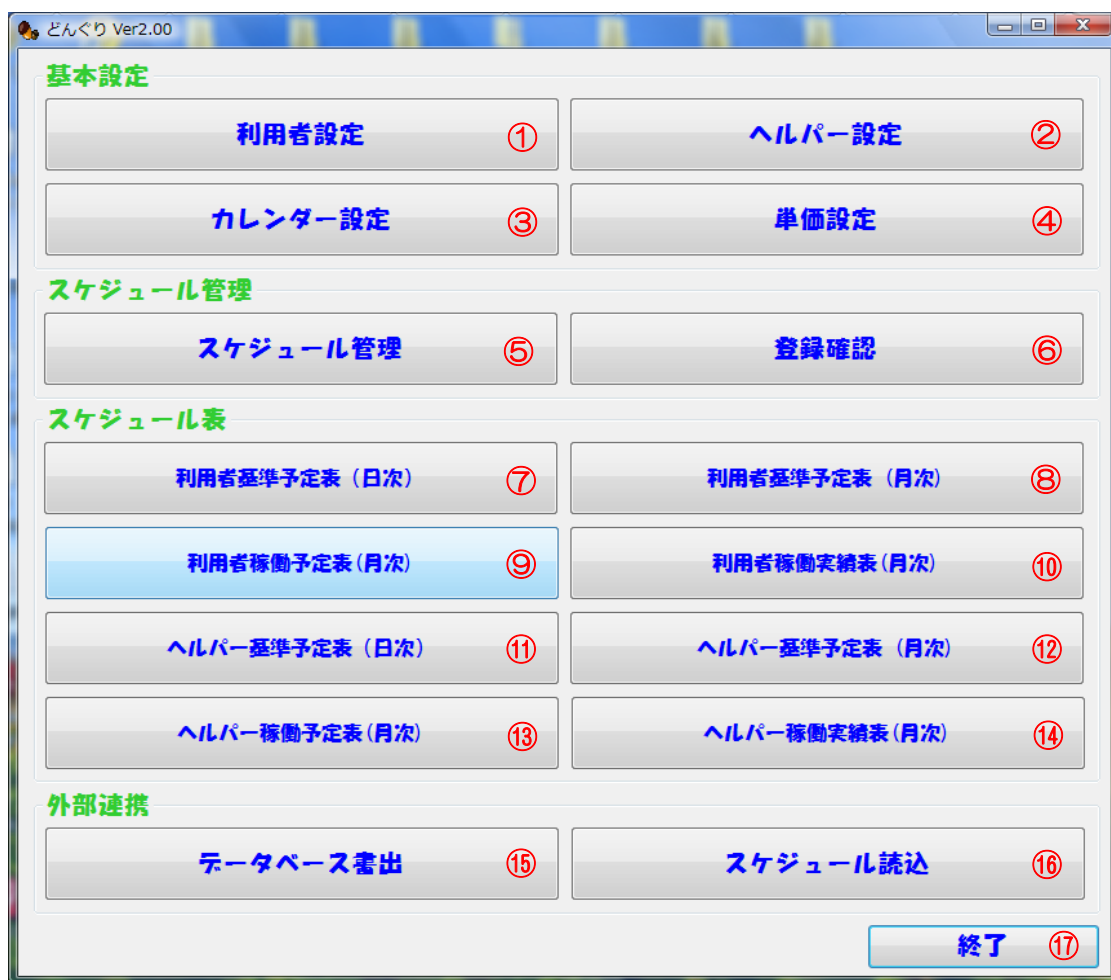 どんぐり Ver2.00
基本設定
利用者設定 ①
ヘルパー設定 ②
カレンダー設定 ③
単価設定 ④
スケジュール管理
スケジュール管理 ⑤
登録確認 ⑥
スケジュール表
利用者基準予定表（日次） ⑦
利用者基準予定表（月次） ⑧
利用者稼働予定表(月次) ⑨
利用者稼働実績表(月次) ⑩
ヘルパー基準予定表（日次） ⑪
ヘルパー基準予定表（月次） ⑫
ヘルパー稼働予定表(月次) ⑬
ヘルパー稼働実績表(月次) ⑭
外部連携
データベース書出 ⑮
スケジュール読込 ⑯
終了 ⑰